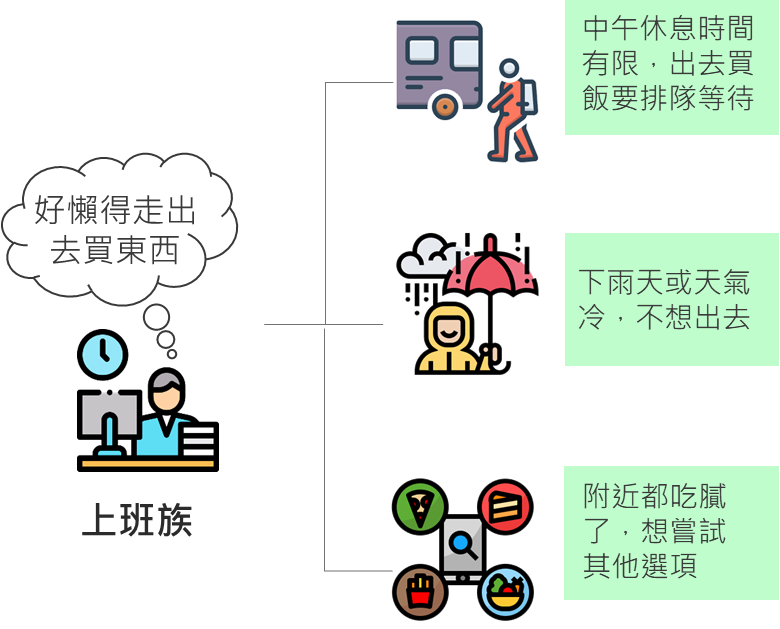 中午休息時間
有限，出去買
飯要排隊等待
好懶得走出
去買東西
下雨天或天氣
冷，不想出去
上班族
附近都吃膩
了，想嘗試
其他選項